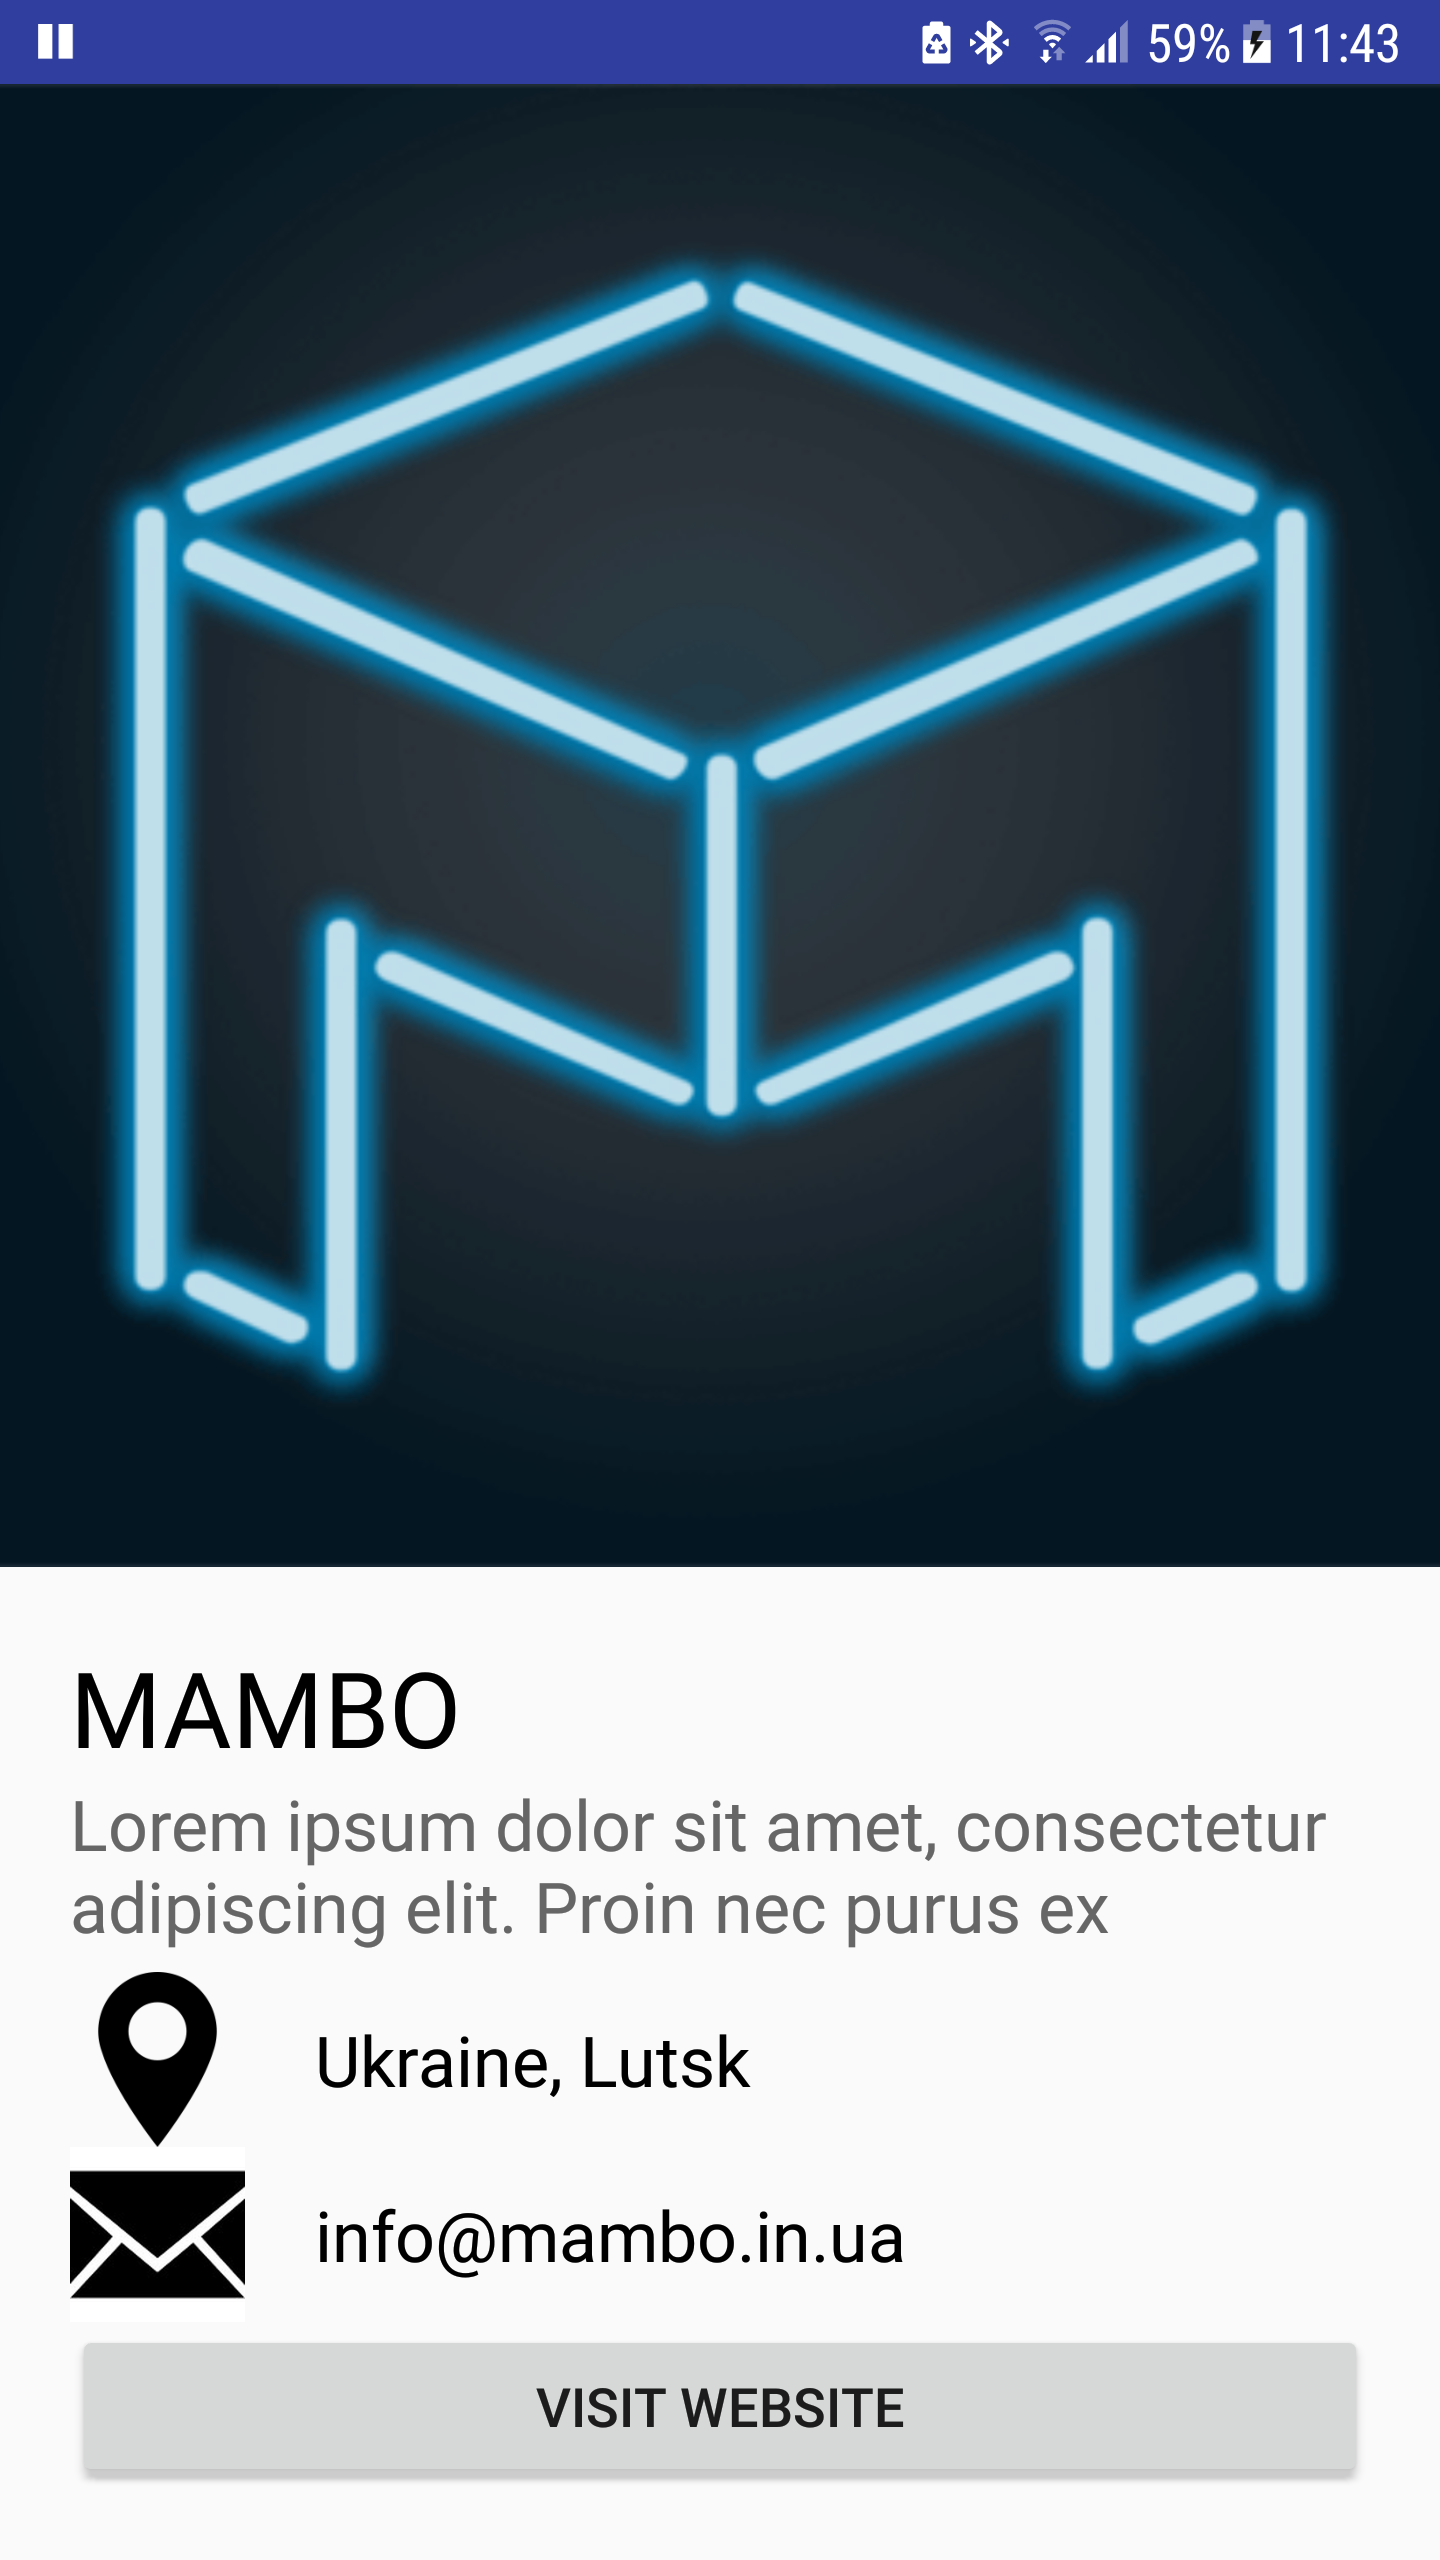 59% 11:43
MAMBO
Lorem ipsum dolor sit amet, consectetur
adipiscing elit. Proin nec purus ex
Ukraine, Lutsk
info@mambo.in.ua
VISIT WEBSITE